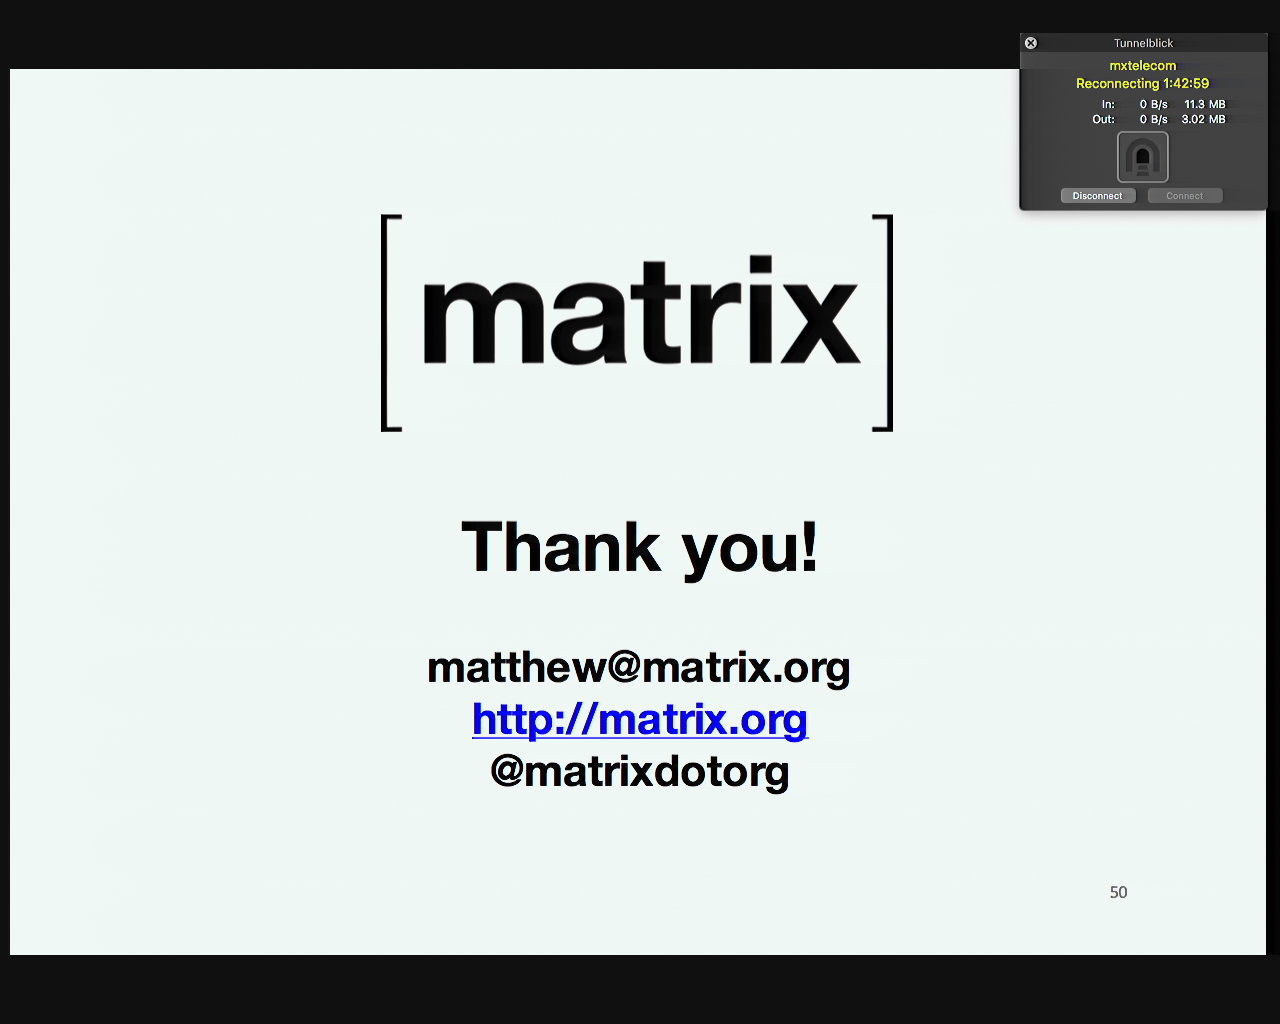 Tunnelblick
mxtelecom
Reconnecting 1:42:59
In: 0 B/s 11.3 MB
Out: 0 B/s 3.02 MB
Disconnect Connect
[matrix]
Thank you!
matthew@matrix.org
http://matrix.org
@matrixdotorg
50